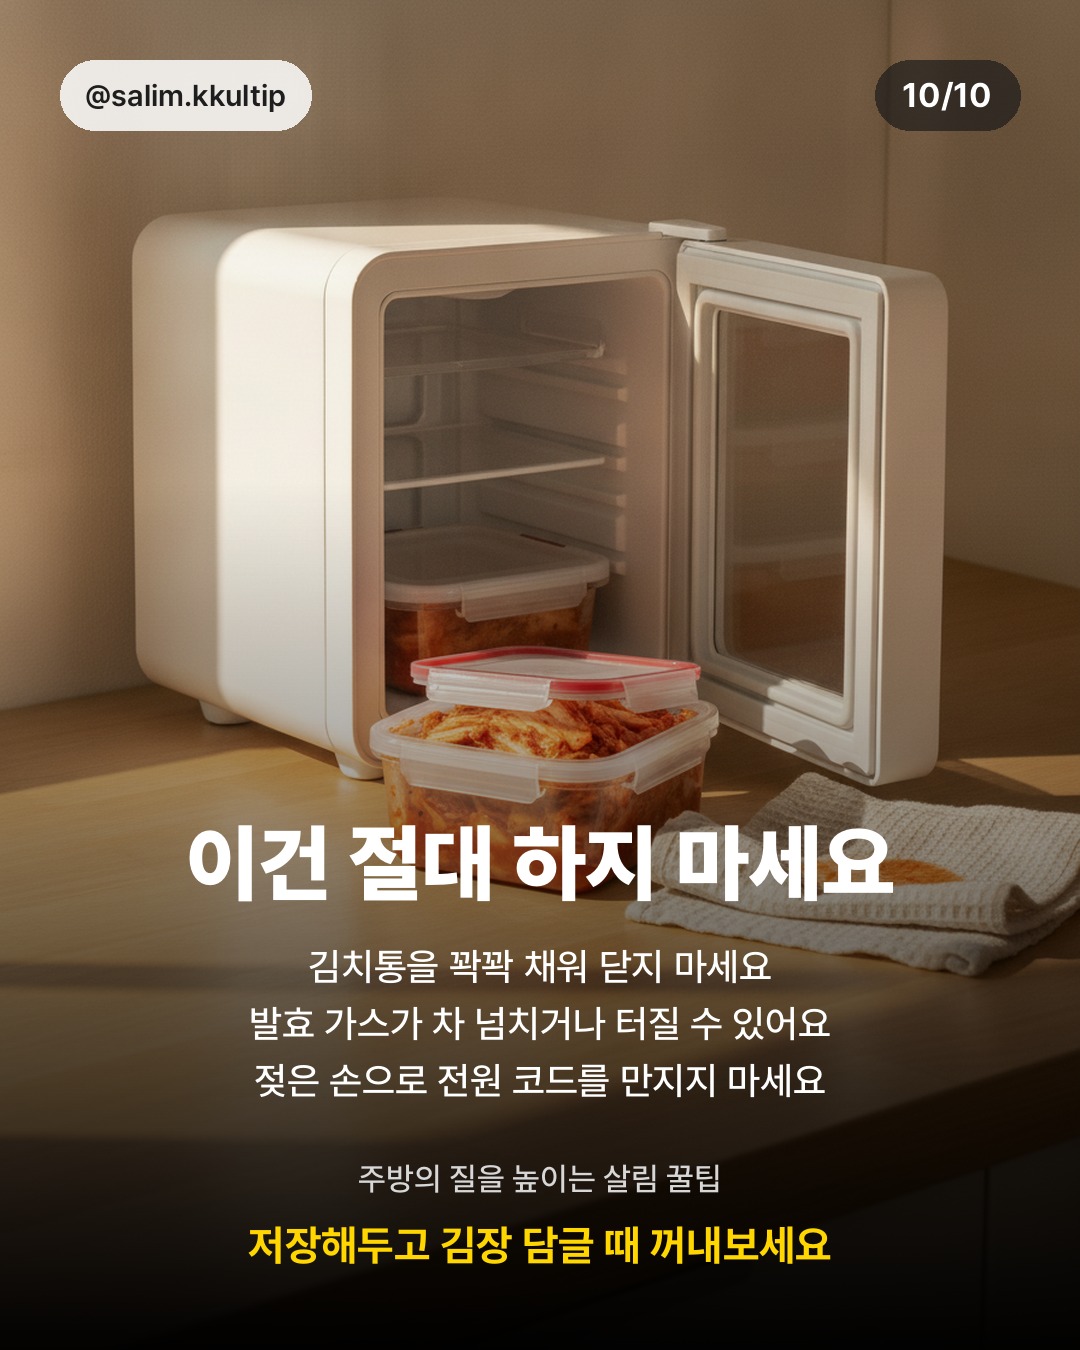 @salim.kkultip
10/10
이건 절대 하지 마세요
김치통을 꽉꽉 채워 닫지 마세요
발효 가스가 차 넘치거나 터질 수 있어요
젖은 손으로 전원 코드를 만지지 마세요
주방의 질을 높이는 살림 꿀팁
저장해두고 김장 담글 때 꺼내보세요